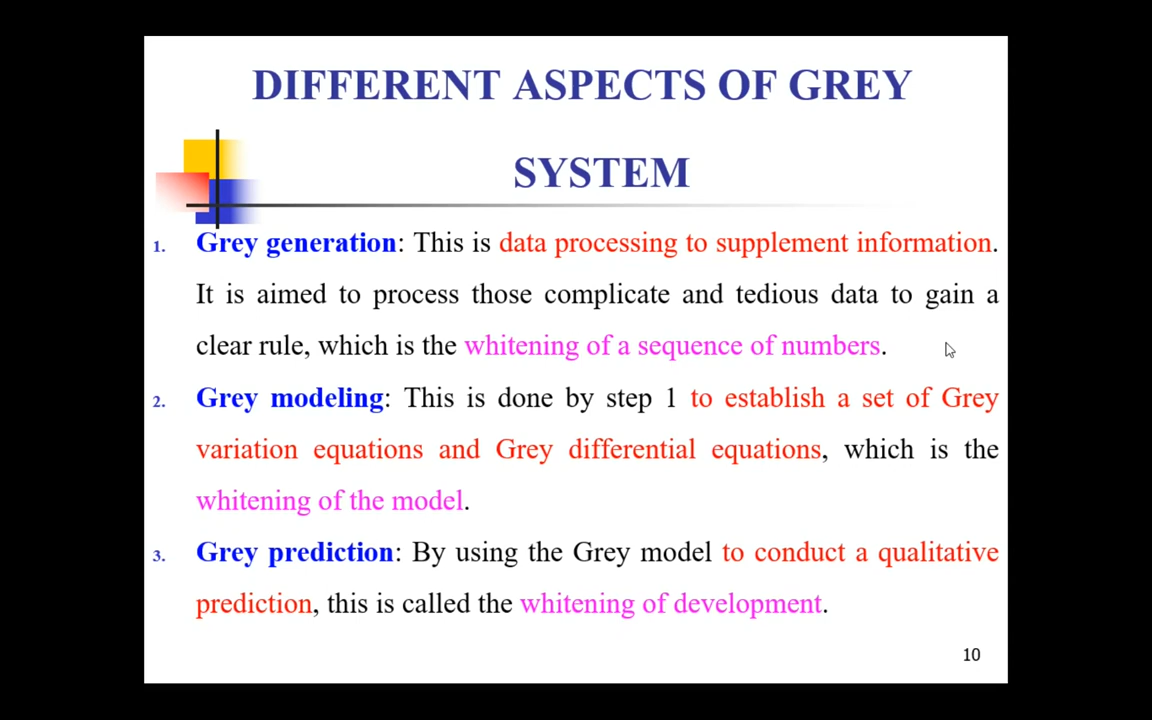 DIFFERENT ASPECTS OF GREY
SYSTEM
1. Grey generation: This is data processing to supplement information.
It is aimed to process those complicate and tedious data to gain a
clear rule, which is the whitening of a sequence of numbers.
2. Grey modeling: This is done by step 1 to establish a set of Grey
variation equations and Grey differential equations, which is the
whitening of the model.
3. Grey prediction: By using the Grey model to conduct a qualitative
prediction, this is called the whitening of development.
10